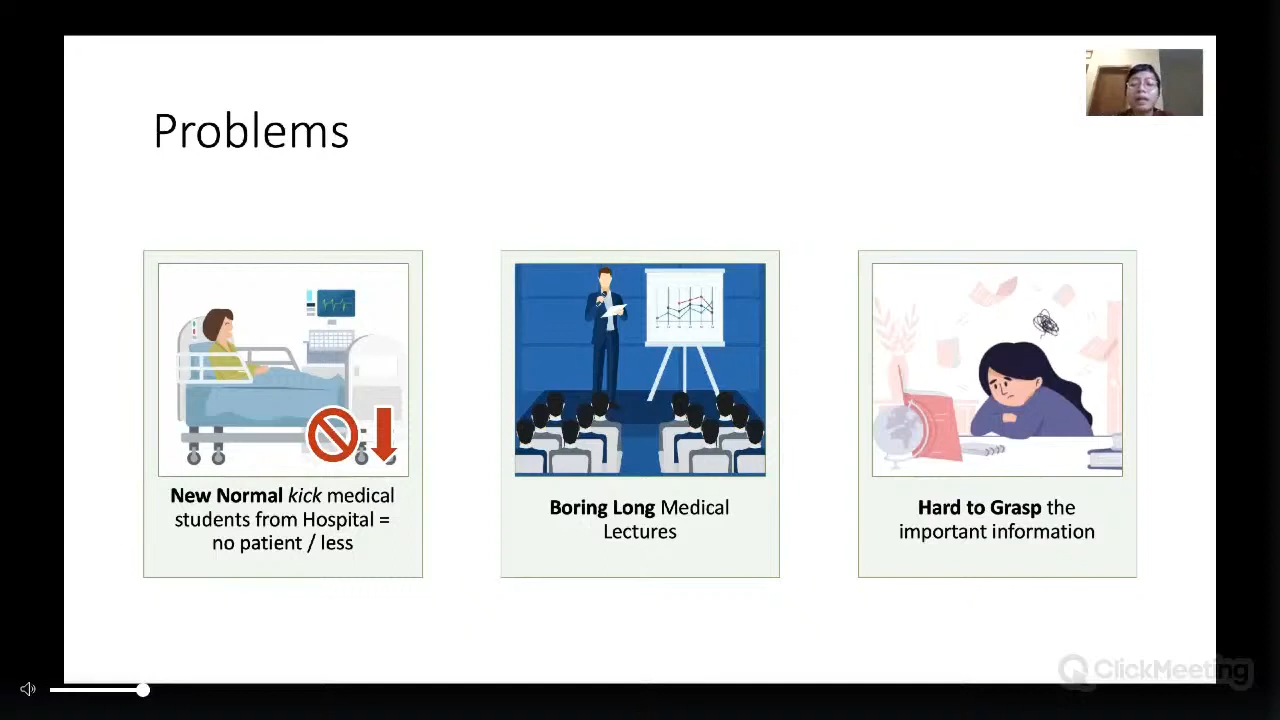 Problems
New Normal kick medical
students from Hospital =
no patient / less
Boring Long Medical
Lectures
Hard to Grasp the
important information
ClickMeeting